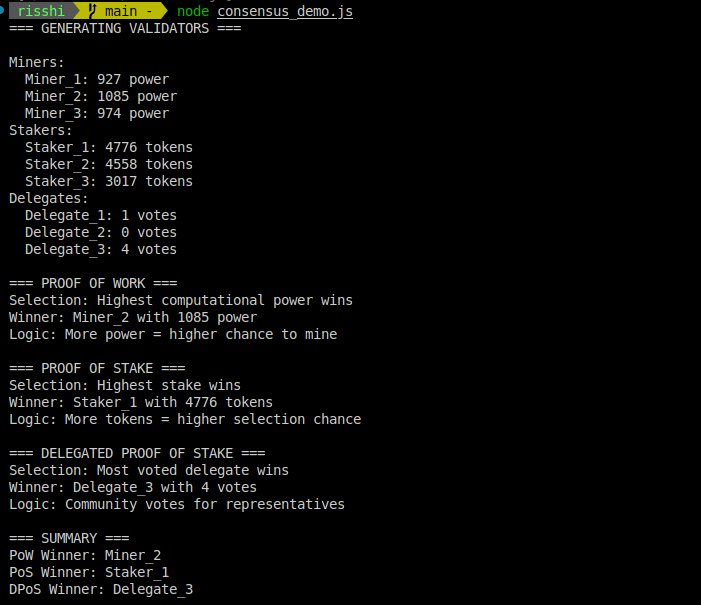 risshi main - node consensus_demo.js
=== GENERATING VALIDATORS ===
Miners:
Miner_1: 927 power
Miner_2: 1085 power
Miner_3: 974 power
Stakers:
Staker_1: 4776 tokens
Staker_2: 4558 tokens
Staker_3: 3017 tokens
Delegates:
Delegate_1: 1 votes
Delegate_2: 0 votes
Delegate_3: 4 votes
=== PROOF OF WORK ===
Selection: Highest computational power wins
Winner: Miner_2 with 1085 power
Logic: More power = higher chance to mine
=== PROOF OF STAKE ===
Selection: Highest stake wins
Winner: Staker_1 with 4776 tokens
Logic: More tokens = higher selection chance
=== DELEGATED PROOF OF STAKE ===
Selection: Most voted delegate wins
Winner: Delegate_3 with 4 votes
Logic: Community votes for representatives
=== SUMMARY ===
PoW Winner: Miner_2
PoS Winner: Staker_1
DPoS Winner: Delegate_3